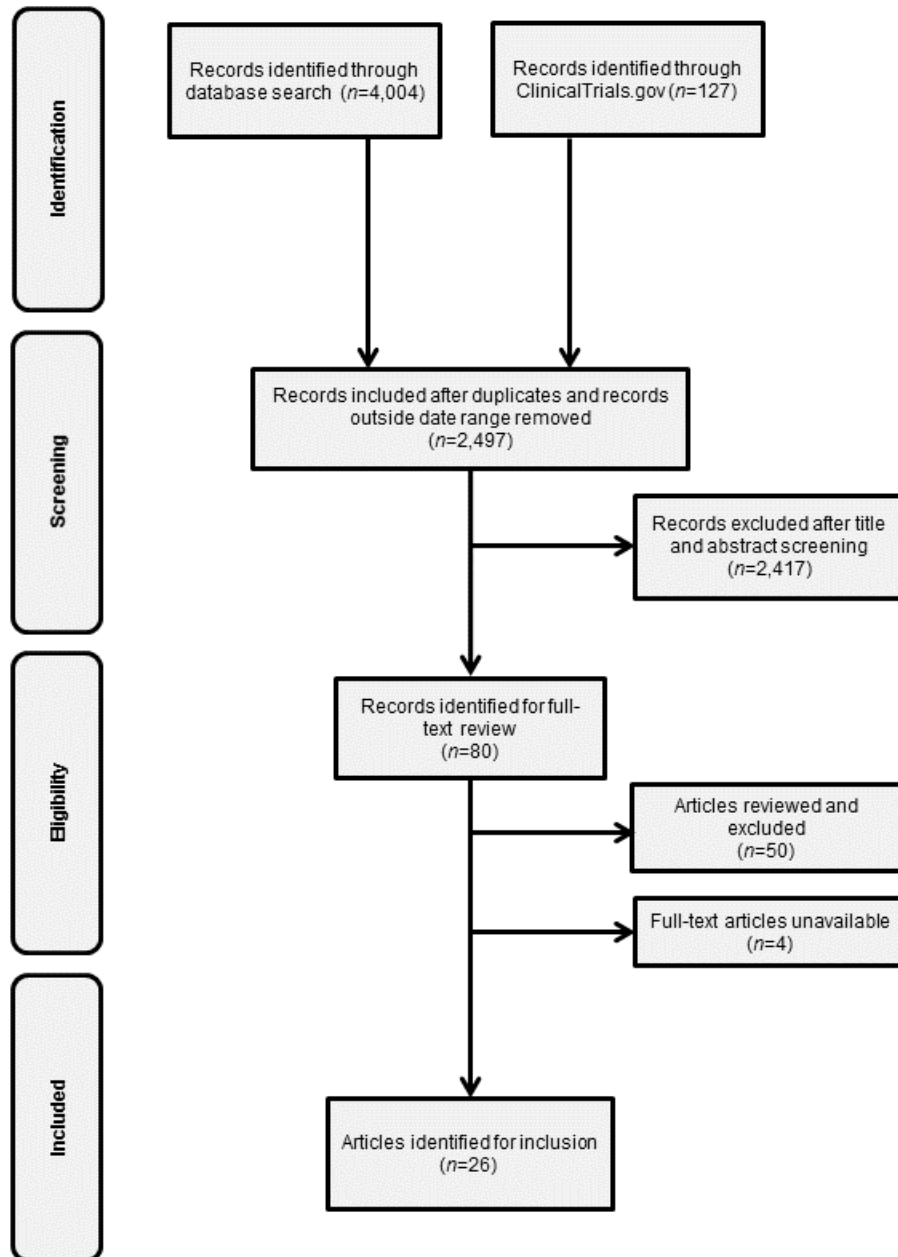 Identification
Records identified through
database search (n=4,004)
Records identified through
ClinicalTrials.gov (n=127)
Screening
Records included after duplicates and records
outside date range removed
(n=2,497)
Records excluded after title
and abstract screening
(n=2,417)
Eligibility
Records identified for full-
text review
(n=80)
Articles reviewed and
excluded
(n=50)
Full-text articles unavailable
(n=4)
Included
Articles identified for inclusion
(n=26)